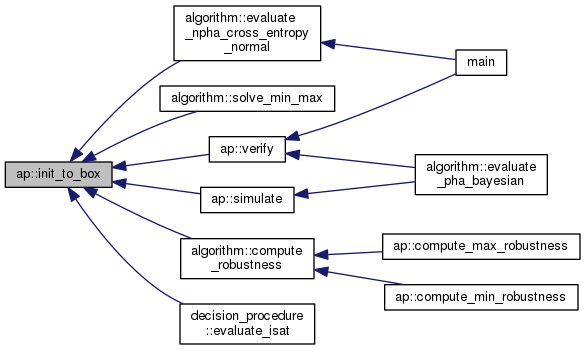 algorithm::evaluate
_npha_cross_entropy
_normal
main
algorithm::solve_min_max
ap::verify
algorithm::evaluate
_pha_bayesian
ap::init_to_box
ap::simulate
algorithm::compute
_robustness
ap::compute_max_robustness
ap::compute_min_robustness
decision_procedure
::evaluate_isat